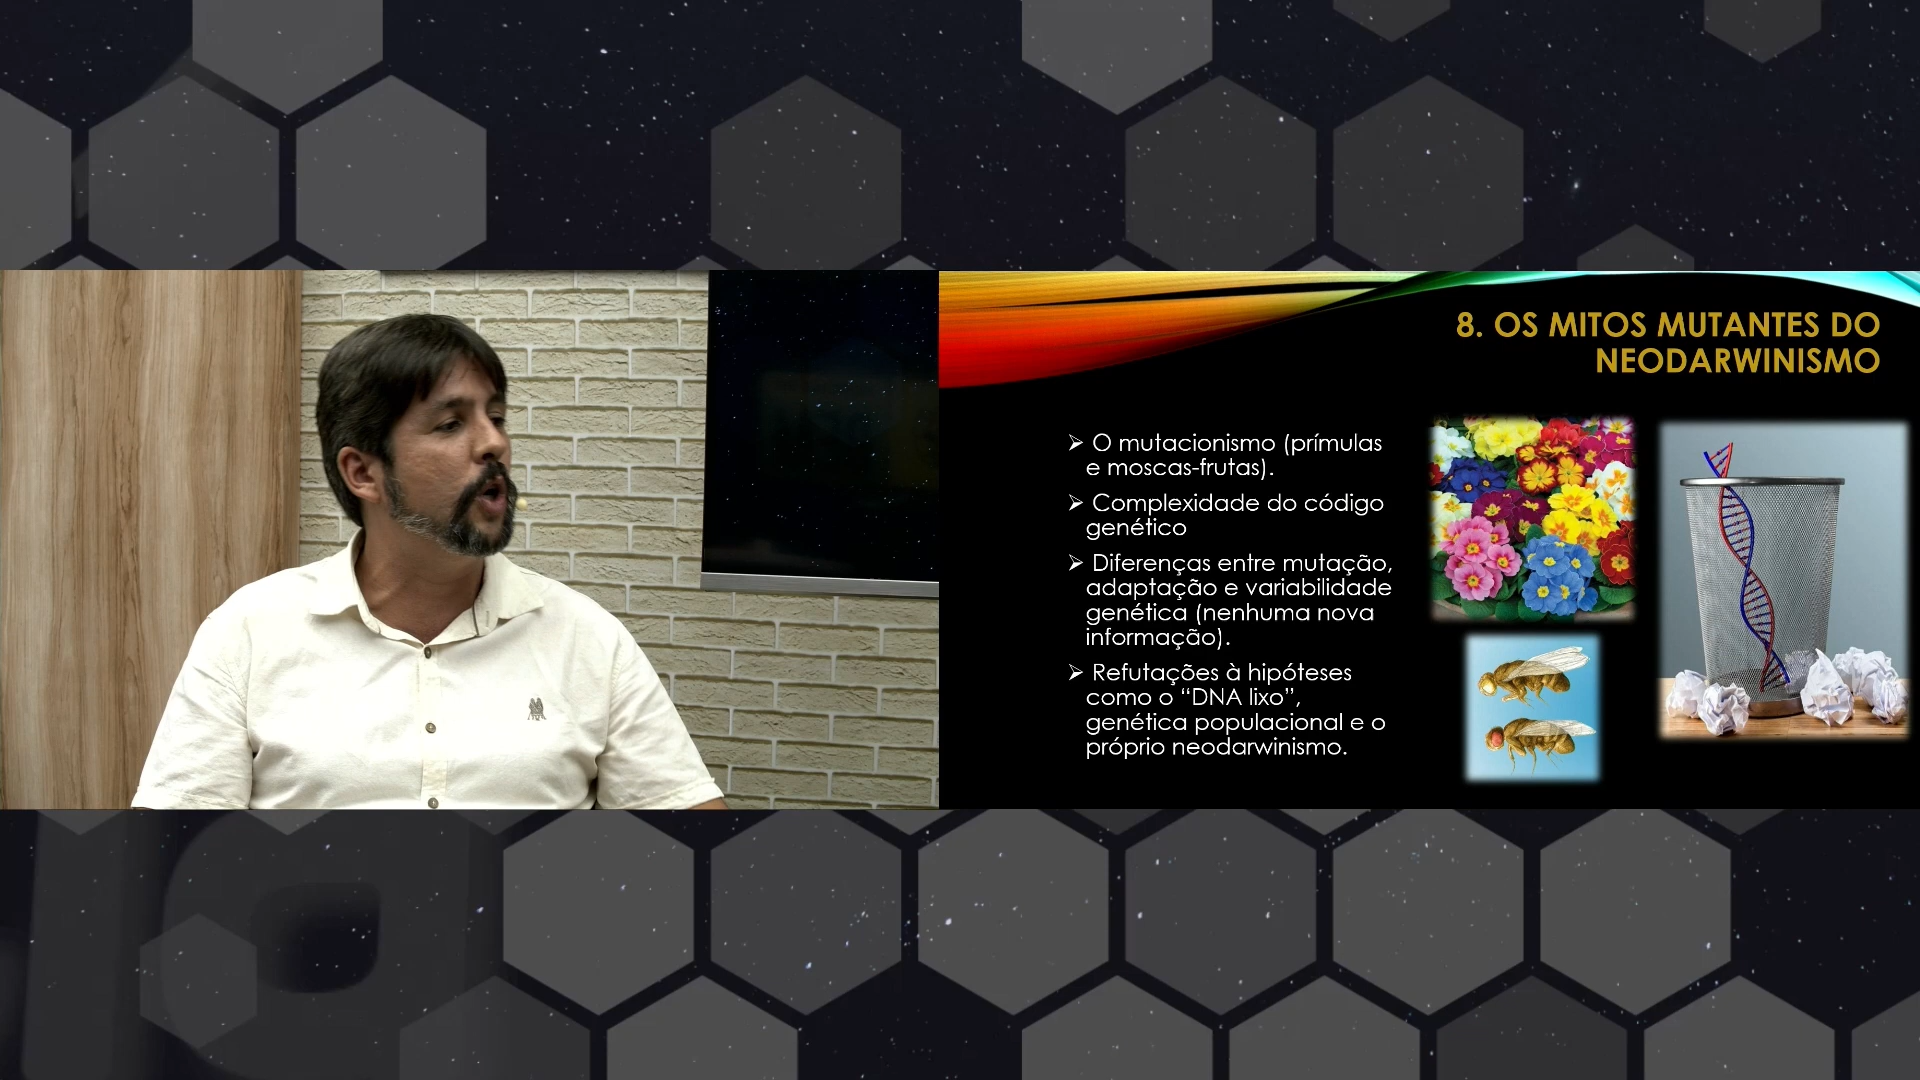 8. OS MITOS MUTANTES DO
NEODARWINISMO
➢ O mutacionismo (prímulas
e moscas-frutas).
➢ Complexidade do código
genético
➢ Diferenças entre mutação,
adaptação e variabilidade
genética (nenhuma nova
informação).
➢ Refutações à hipóteses
como o “DNA lixo”,
genética populacional e o
próprio neodarwinismo.